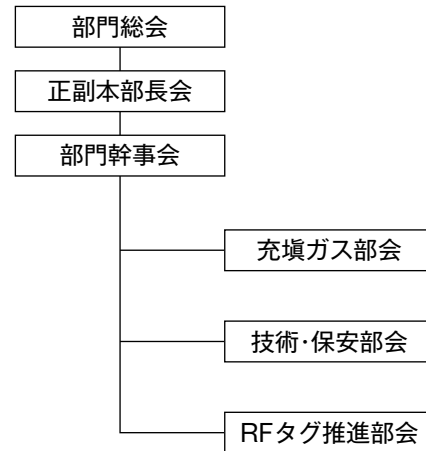 部門総会
正副本部長会
部門幹事会
充塡ガス部会
技術･保安部会
RFタグ推進部会